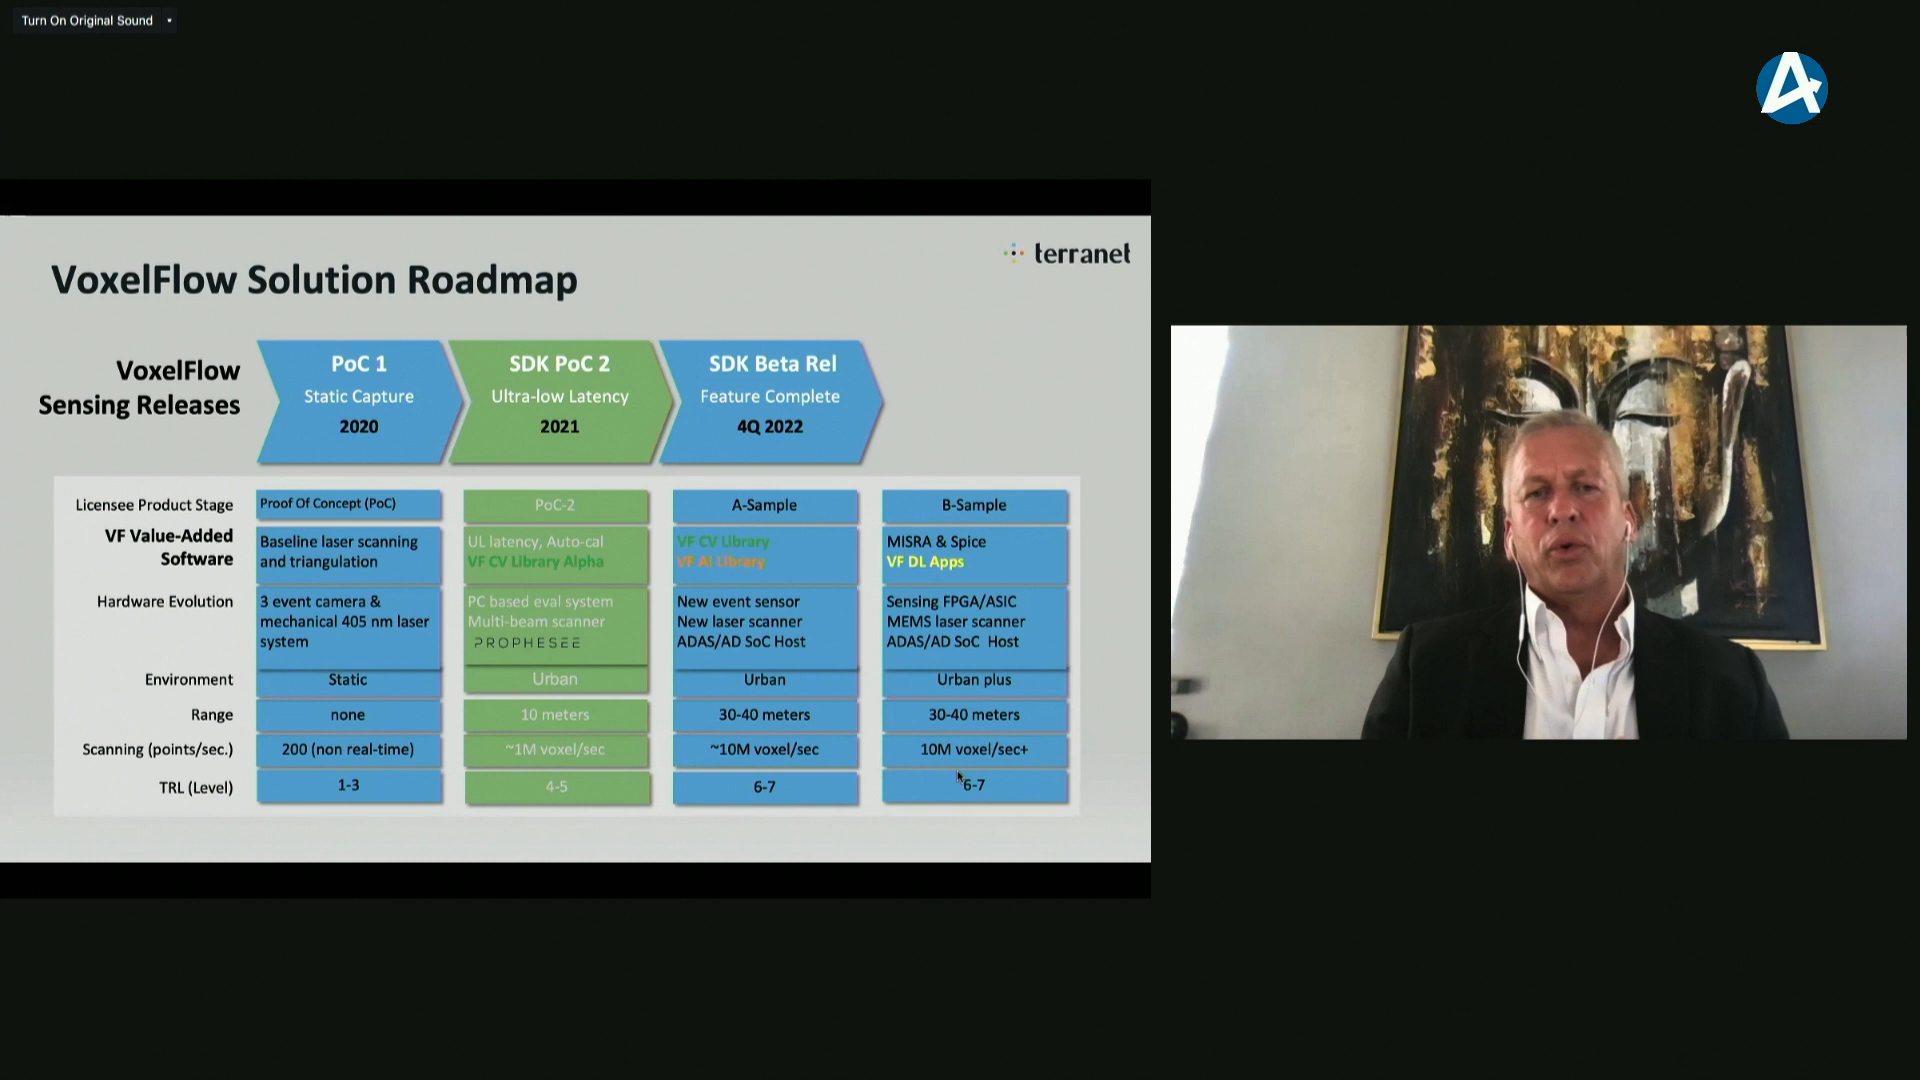 Turn On Original Sound
terranet
VoxelFlow Solution Roadmap
VoxelFlow
Sensing Releases
PoC 1
Static Capture
2020
SDK PoC 2
Ultra-low Latency
2021
SDK Beta Rel
Feature Complete
4Q 2022
Licensee Product Stage
Proof Of Concept (PoC)
PoC-2
A-Sample
B-Sample
VF Value-Added
Software
Baseline laser scanning
and triangulation
UL latency, Auto-cal
VF CV Library Alpha
VF CV Library
VF AI Library
MISRA & Spice
VF DL Apps
Hardware Evolution
3 event camera &
mechanical 405 nm laser
system
PC based eval system
Multi-beam scanner
PROPHESEE
New event sensor
New laser scanner
ADAS/AD SoC Host
Sensing FPGA/ASIC
MEMS laser scanner
ADAS/AD SoC Host
Environment
Static
Urban
Urban
Urban plus
Range
none
10 meters
30-40 meters
30-40 meters
Scanning (points/sec.)
200 (non real-time)
~1M voxel/sec
~10M voxel/sec
10M voxel/sec+
TRL (Level)
1-3
4-5
6-7
6-7